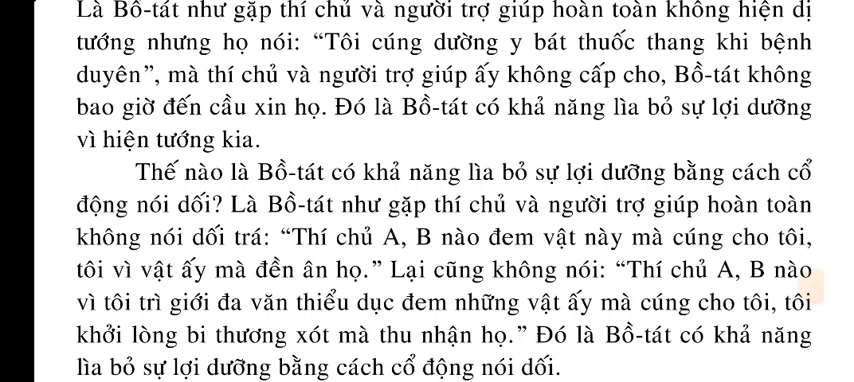 Là Bồ-tát như gặp thí chủ và người trợ giúp hoàn toàn không hiện dị
tướng nhưng họ nói: “Tôi cúng dường y bát thuốc thang khi bệnh
duyên”, mà thí chủ và người trợ giúp ấy không cấp cho, Bồ-tát không
bao giờ đến cầu xin họ. Đó là Bồ-tát có khả năng lìa bỏ sự lợi dưỡng
vì hiện tướng kia.
Thế nào là Bồ-tát có khả năng lìa bỏ sự lợi dưỡng bằng cách cổ
động nói dối? Là Bồ-tát như gặp thí chủ và người trợ giúp hoàn toàn
không nói dối trá: “Thí chủ A, B nào đem vật này mà cúng cho tôi,
tôi vì vật ấy mà đền ân họ.” Lại cũng không nói: “Thí chủ A, B nào
vì tôi trì giới đa văn thiểu dục đem những vật ấy mà cúng cho tôi, tôi
khởi lòng bi thương xót mà thu nhận họ.” Đó là Bồ-tát có khả năng
lìa bỏ sự lợi dưỡng bằng cách cổ động nói dối.